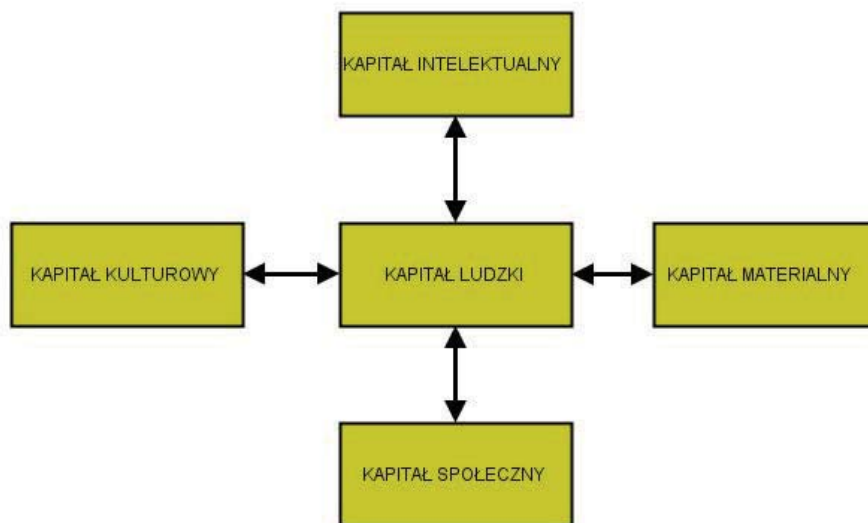 KAPITAŁ INTELEKTUALNY
KAPITAŁ KULTUROWY
KAPITAŁ LUDZKI
KAPITAŁ MATERIALNY
KAPITAŁ SPOŁECZNY